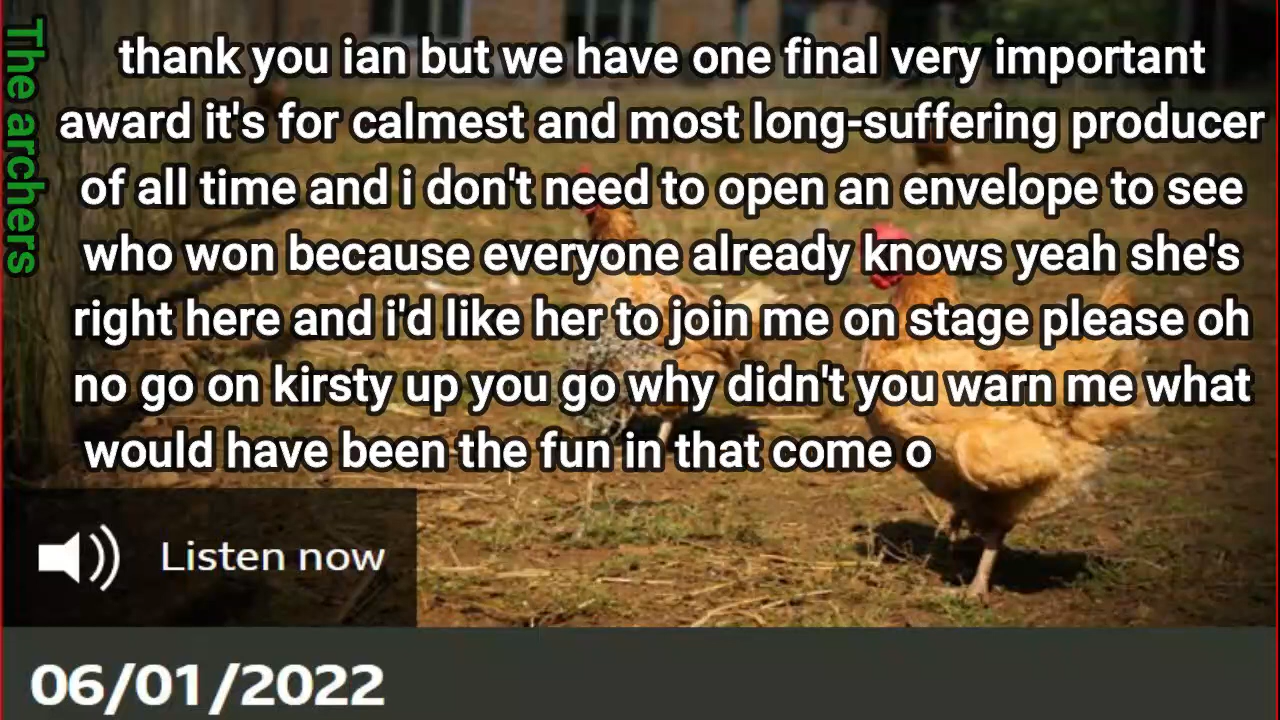 The archers
thank you ian but we have one final very important
award it's for calmest and most long-suffering producer
of all time and i don't need to open an envelope to see
who won because everyone already knows yeah she's
right here and i'd like her to join me on stage please oh
no go on kirsty up you go why didn't you warn me what
would have been the fun in that come o
Listen now
06/01/2022